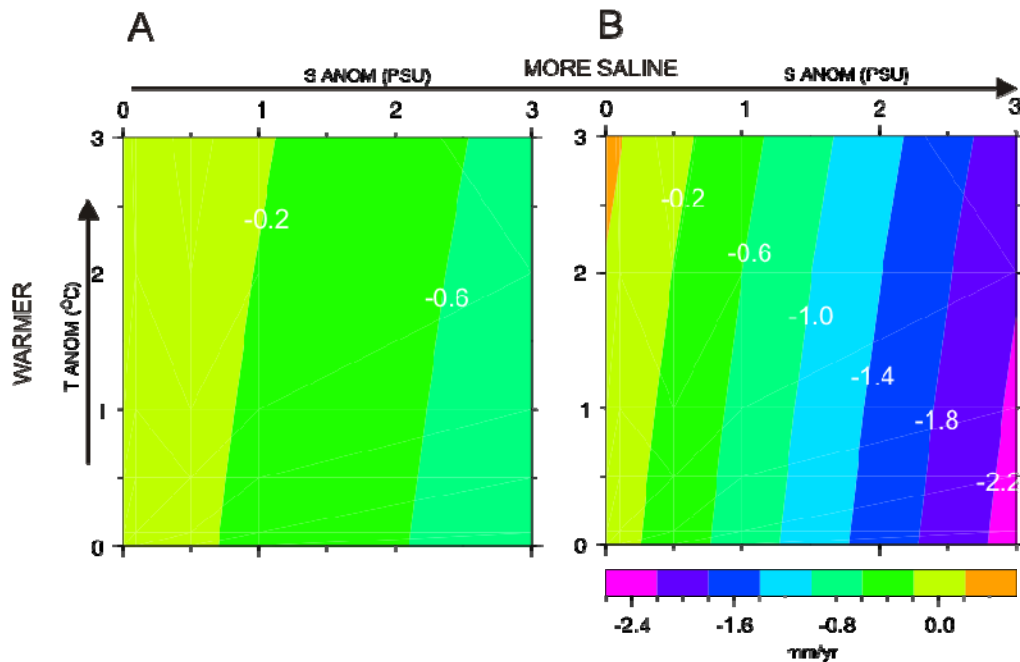 A
B
MORE SALINE
S ANOM (PSU)
S ANOM (PSU)
0 1 2 3
0 1 2 3
WARMER
T ANOM (°C)
3
2
1
0
3
2
1
0
-0.2
-0.6
-0.2
-0.6
-1.0
-1.4
-1.8
-2.2
-2.4 -1.6 -0.8 0.0
mm/yr